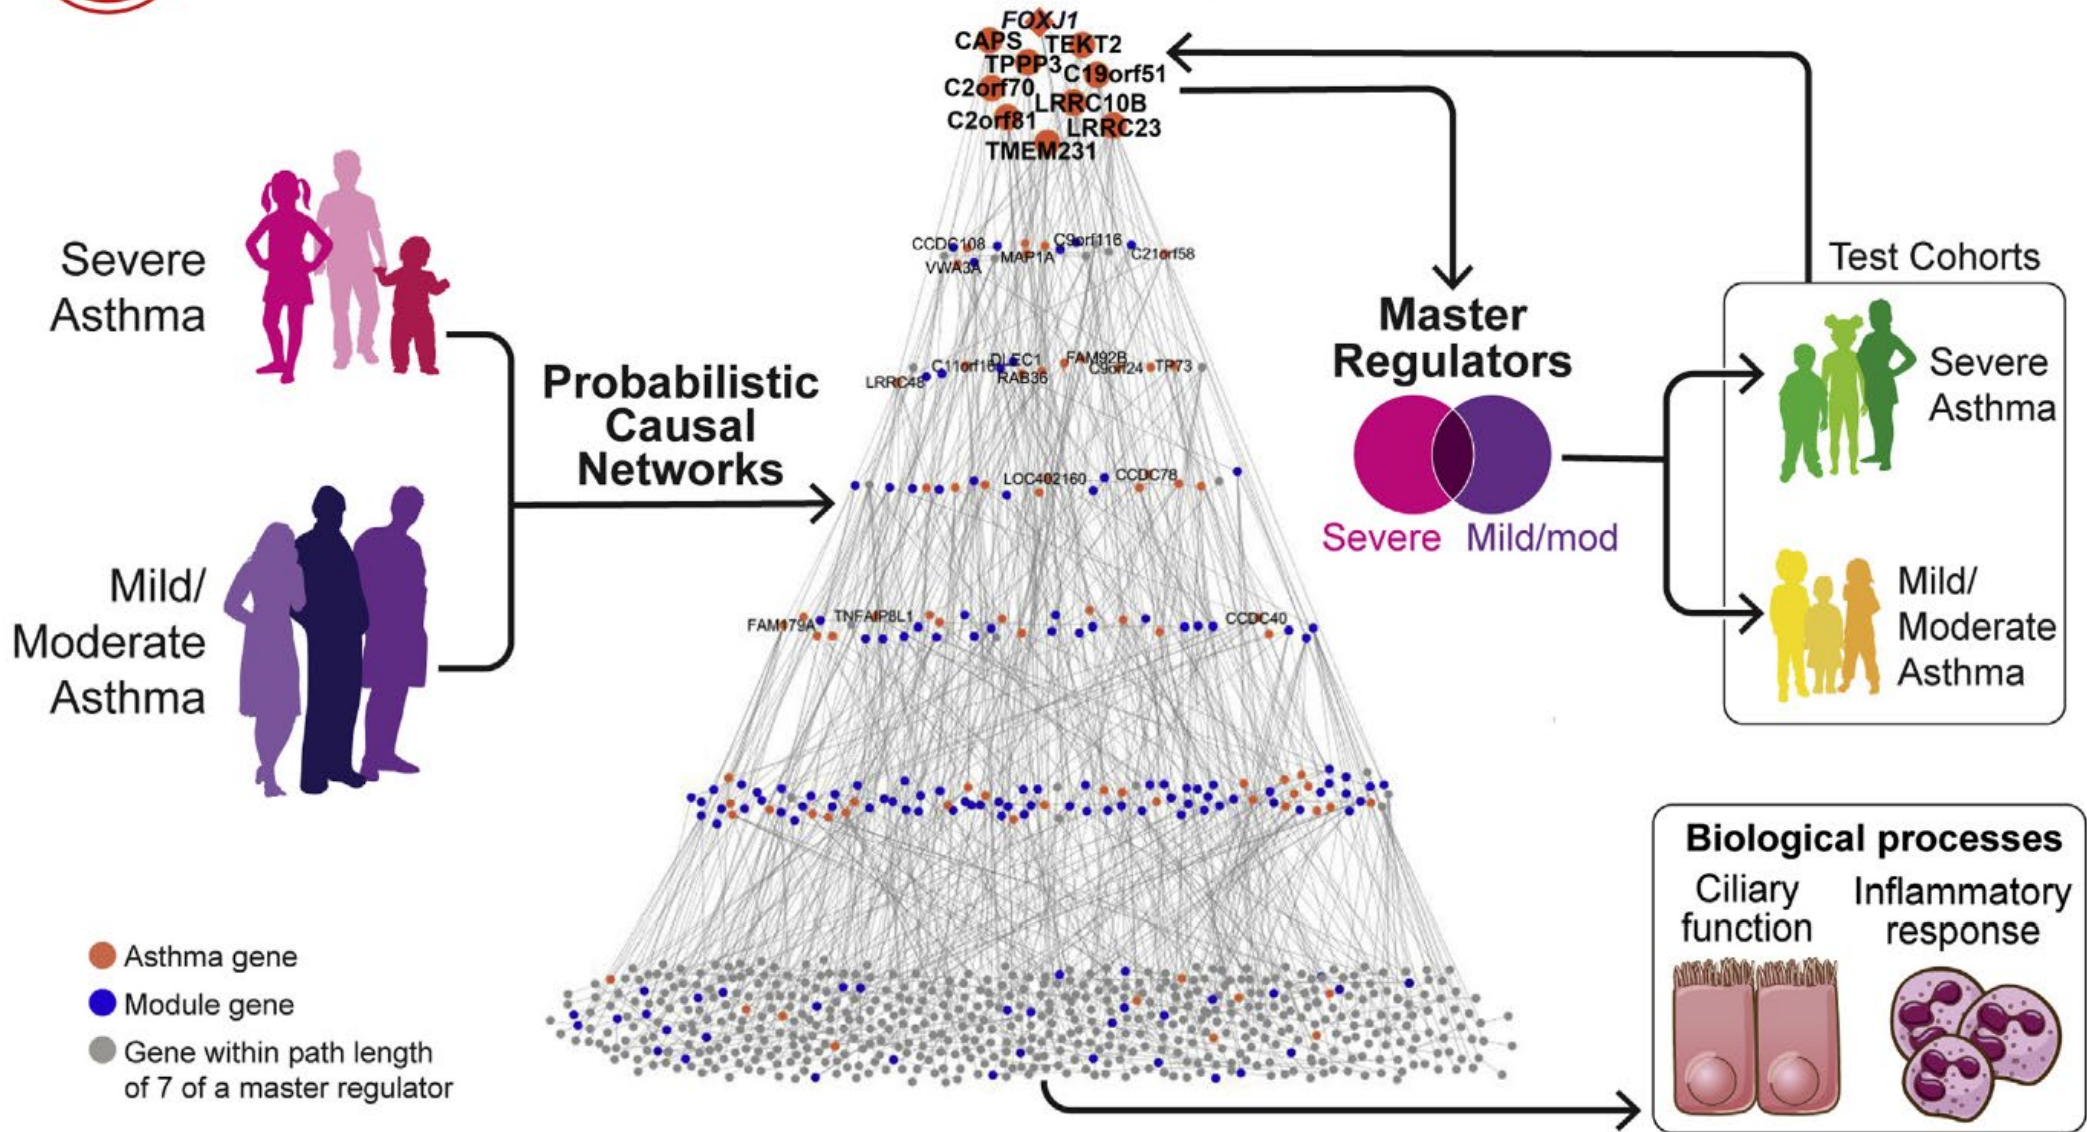 FOXJ1
CAPS
TEKT2
TPPP3
C19orf51
C2orf70
LRRC10B
C2orf81
LRRC23
TMEM231
CCDC108
C9orf116
VWA3A
MAP1A
C21orf58
DLEC1
FAM92B
C9orf24
TP73
LRRC48
RAB36
LOC402160
CCDC78
FAM179A
TNFAIP8L1
CCDC40
Severe
Asthma
Mild/
Moderate
Asthma
Probabilistic
Causal
Networks
Master
Regulators
Severe
Mild/mod
Test Cohorts
Severe
Asthma
Mild/
Moderate
Asthma
Asthma gene
Module gene
Gene within path length
of 7 of a master regulator
Biological processes
Ciliary
function
Inflammatory
response